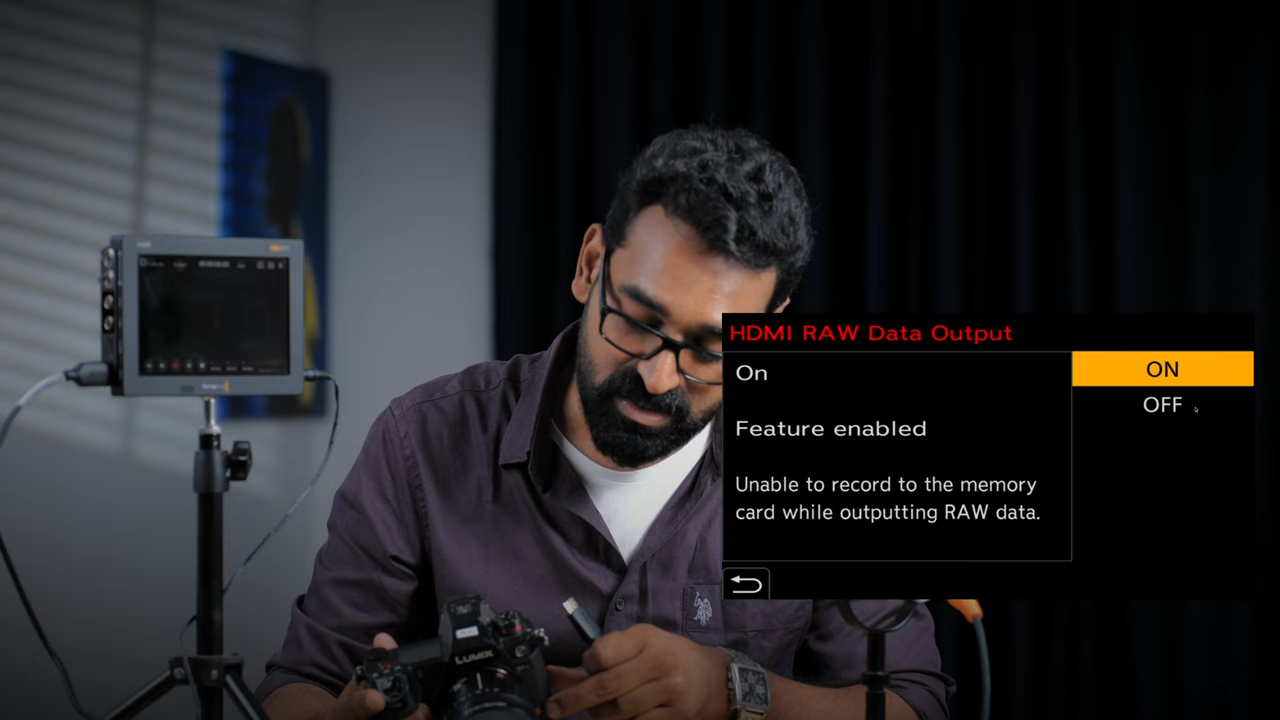 HDMI RAW Data Output
On
ON
OFF
Feature enabled
Unable to record to the memory
card while outputting RAW data.
LUMIX